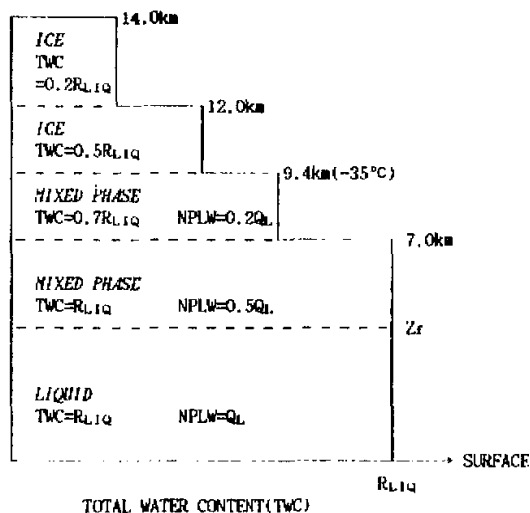 14.0km
ICE
TWC
=0.2RLIQ
12.0km
ICE
TWC=0.5RLIQ
9.4km(-35°C)
MIXED PHASE
TWC=0.7RLIQ NPLW=0.2QL
7.0km
MIXED PHASE
TWC=RLIQ NPLW=0.5QL
Zf
LIQUID
TWC=RLIQ NPLW=QL
SURFACE
RLIQ
TOTAL WATER CONTENT(TWC)